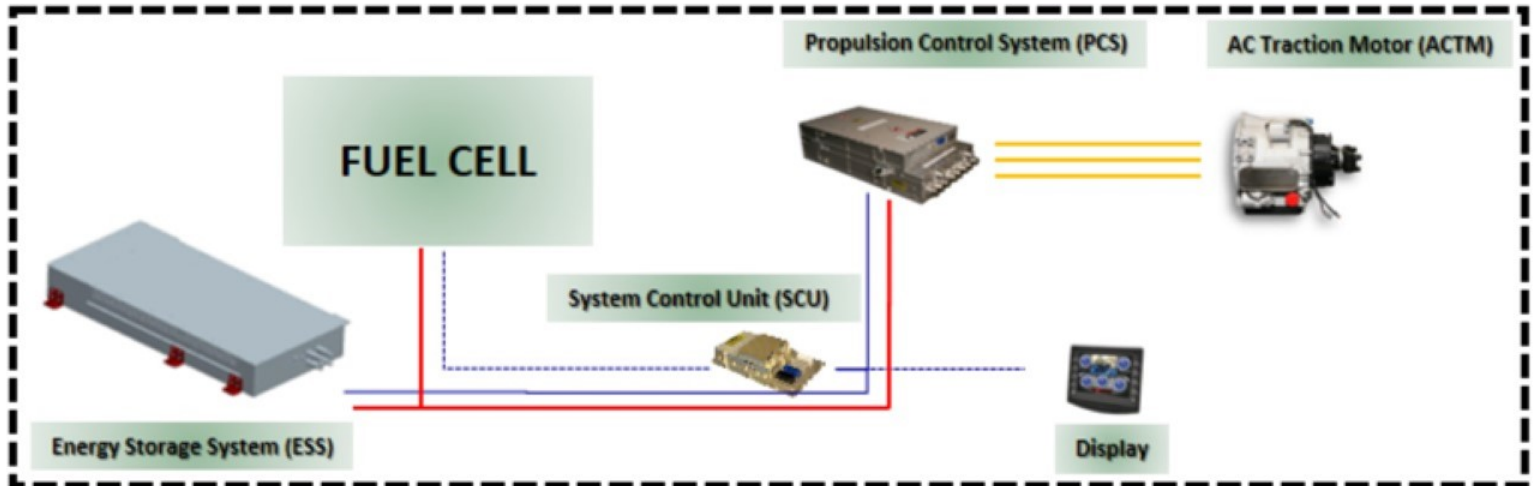 Propulsion Control System (PCS)
AC Traction Motor (ACTM)
FUEL CELL
System Control Unit (SCU)
Energy Storage System (ESS)
Display